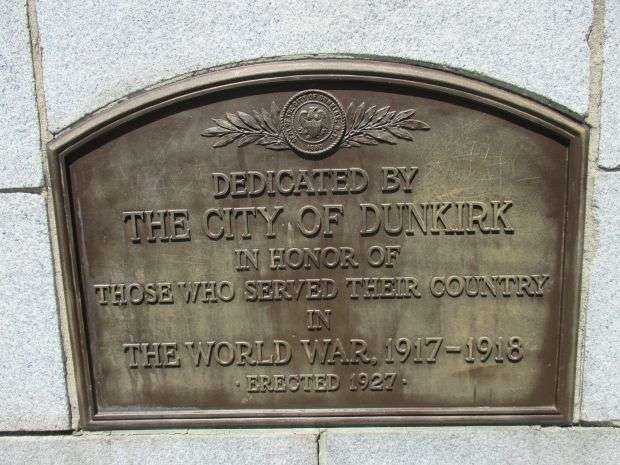 DEDICATED BY
THE CITY OF DUNKIRK
IN HONOR OF
THOSE WHO SERVED THEIR COUNTRY
IN
THE WORLD WAR, 1917-1918
· ERECTED 1927 ·